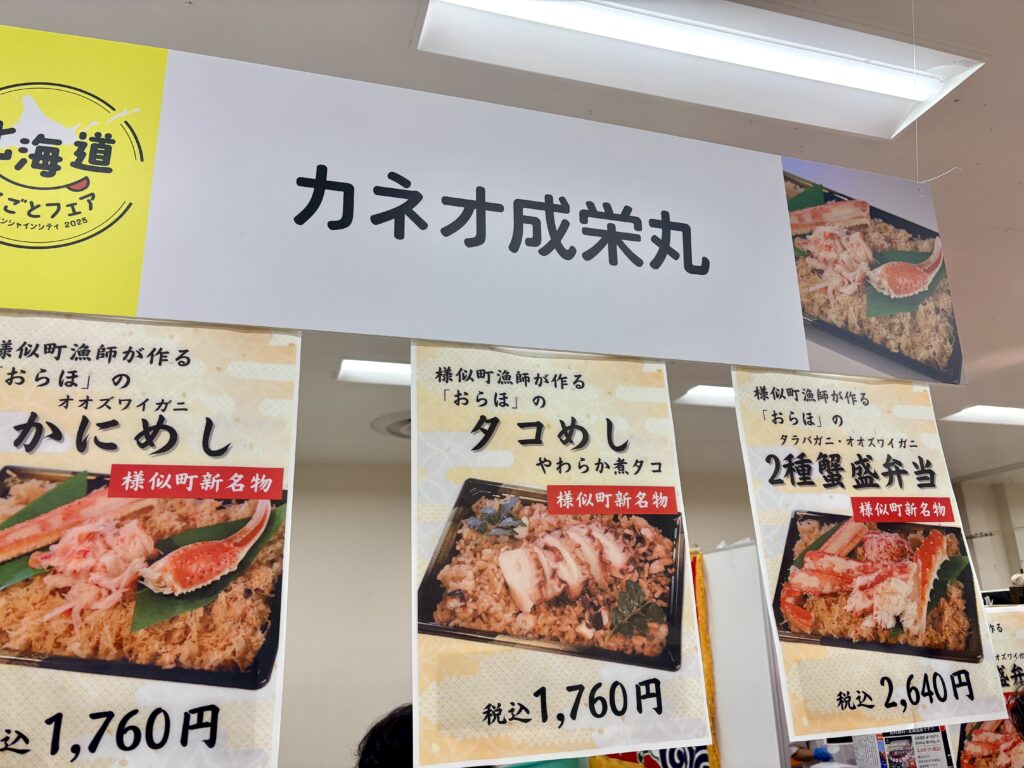 北海道
まるごとフェア
サンシャインシティ 2025
カネオ成栄丸
様似町漁師が作る
「おらほ」の
オオズワイガニ
かにめし
様似町新名物
税込 1,760円
様似町漁師が作る
「おらほ」の
タコめし
やわらか煮タコ
様似町新名物
税込 1,760円
様似町漁師が作る
「おらほ」の
タラバガニ・オオズワイガニ
2種蟹盛弁当
様似町新名物
税込 2,640円